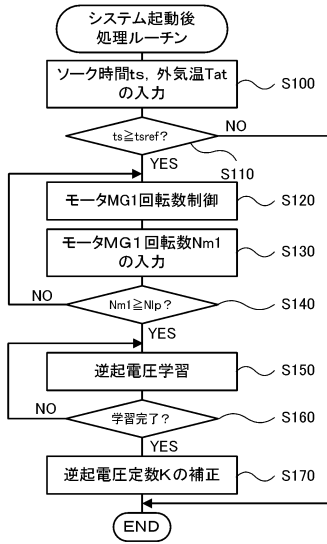 システム起動後
処理ルーチン
ソーク時間ts，外気温Tat
の入力
S100
ts≧tsref？
NO
YES
S110
モータMG1回転数制御
S120
モータMG1回転数Nm1
の入力
S130
NO
Nm1≧Nlp？
S140
YES
逆起電圧学習
S150
NO
学習完了？
S160
YES
逆起電圧定数Kの補正
S170
END